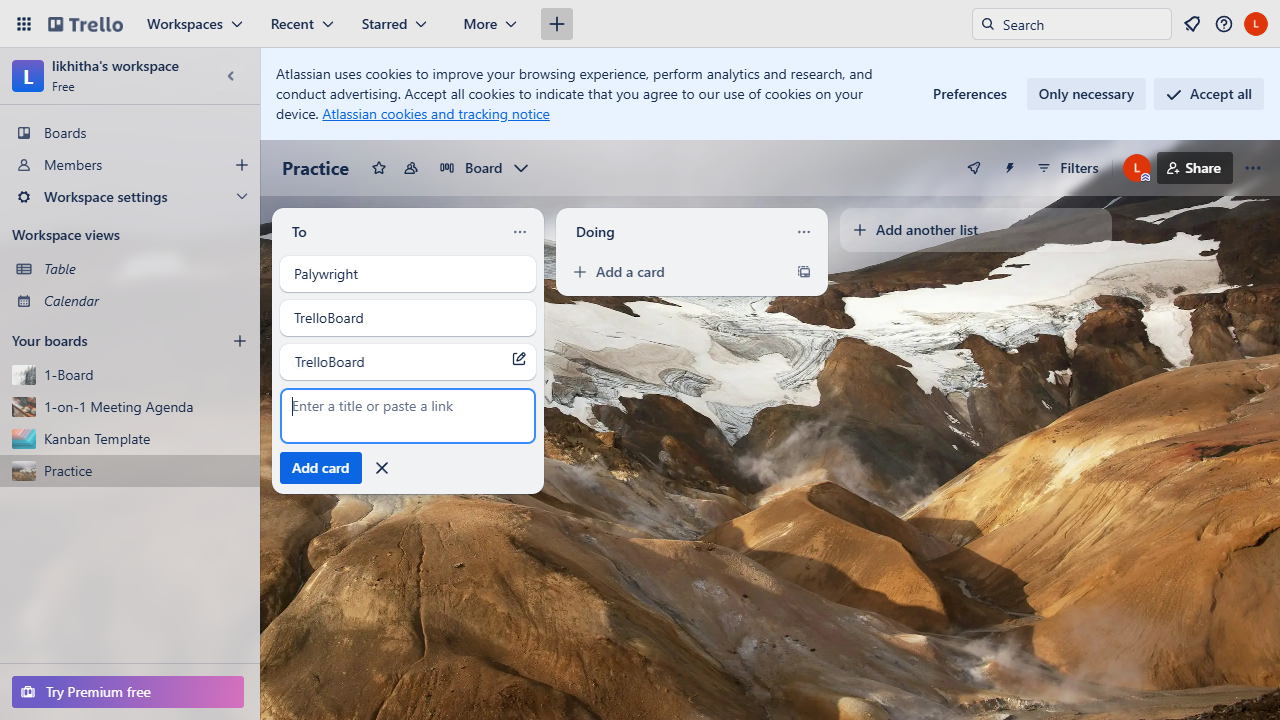 Trello
Workspaces
Recent
Starred
More
Search
L
L
likhitha's workspace
Free
Atlassian uses cookies to improve your browsing experience, perform analytics and research, and
conduct advertising. Accept all cookies to indicate that you agree to our use of cookies on your
device. Atlassian cookies and tracking notice
Preferences
Only necessary
Accept all
Boards
Members
Workspace settings
Workspace views
Table
Calendar
Your boards
1-Board
1-on-1 Meeting Agenda
Kanban Template
Practice
Try Premium free
Practice
Board
Filters
L
Share
To
Palywright
TrelloBoard
TrelloBoard
Enter a title or paste a link
Add card
Doing
Add a card
Add another list